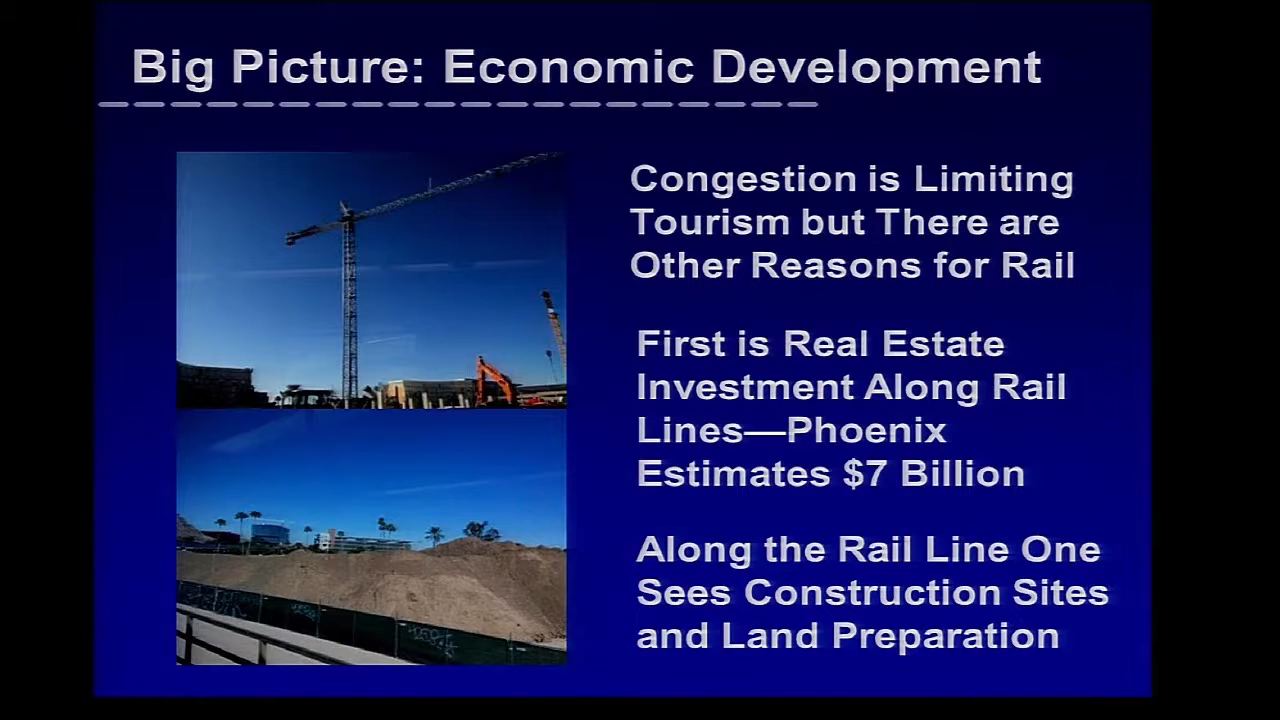 Big Picture: Economic Development
Congestion is Limiting
Tourism but There are
Other Reasons for Rail
First is Real Estate
Investment Along Rail
Lines—Phoenix
Estimates $7 Billion
Along the Rail Line One
Sees Construction Sites
and Land Preparation